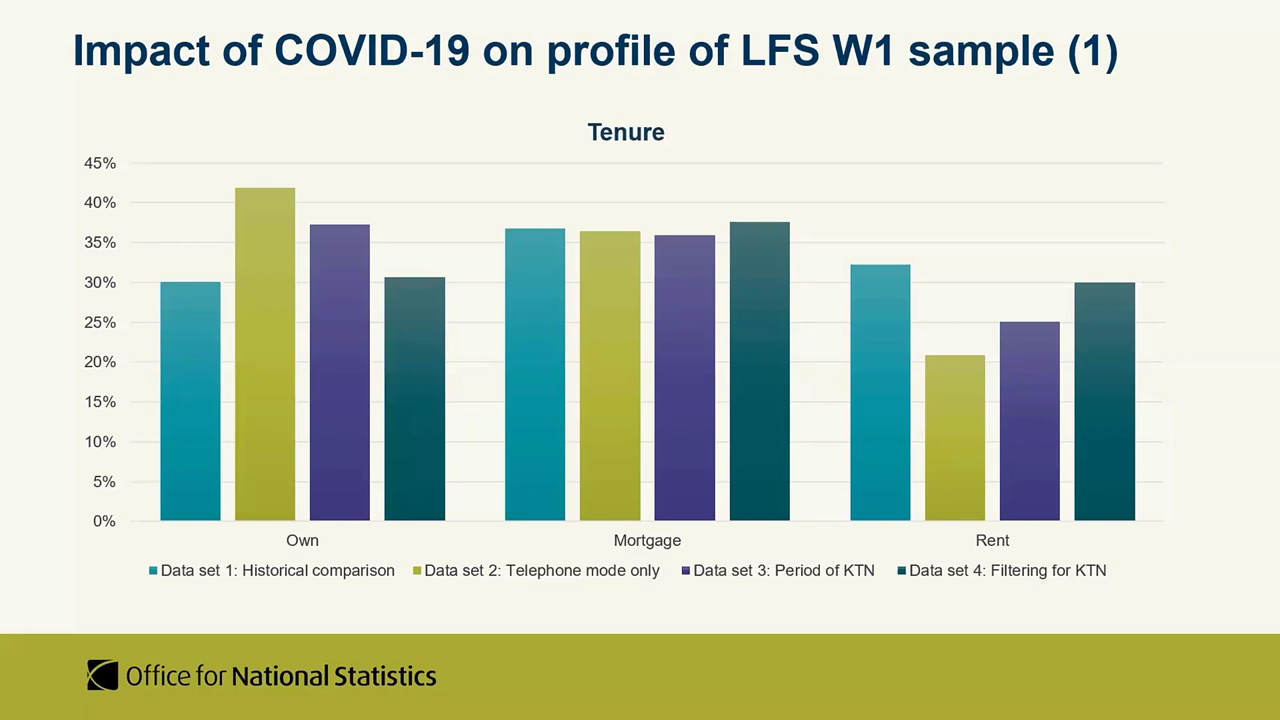 Impact of COVID-19 on profile of LFS W1 sample (1)
Tenure
45%
40%
35%
30%
25%
20%
15%
10%
5%
0%
Own Mortgage Rent
Data set 1: Historical comparison Data set 2: Telephone mode only Data set 3: Period of KTN Data set 4: Filtering for KTN
Office for National Statistics